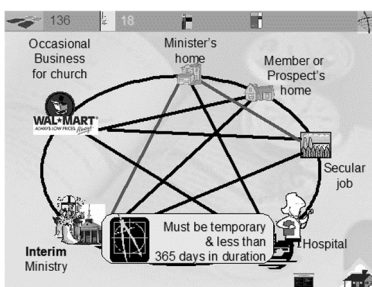 136
18
Occasional
Business
for church
Minister's
home
Member or
Prospect's
home
WAL★MART
ALWAYS LOW PRICES. Always.
Secular
job
Must be temporary
& less than
365 days in duration
Hospital
Interim
Ministry